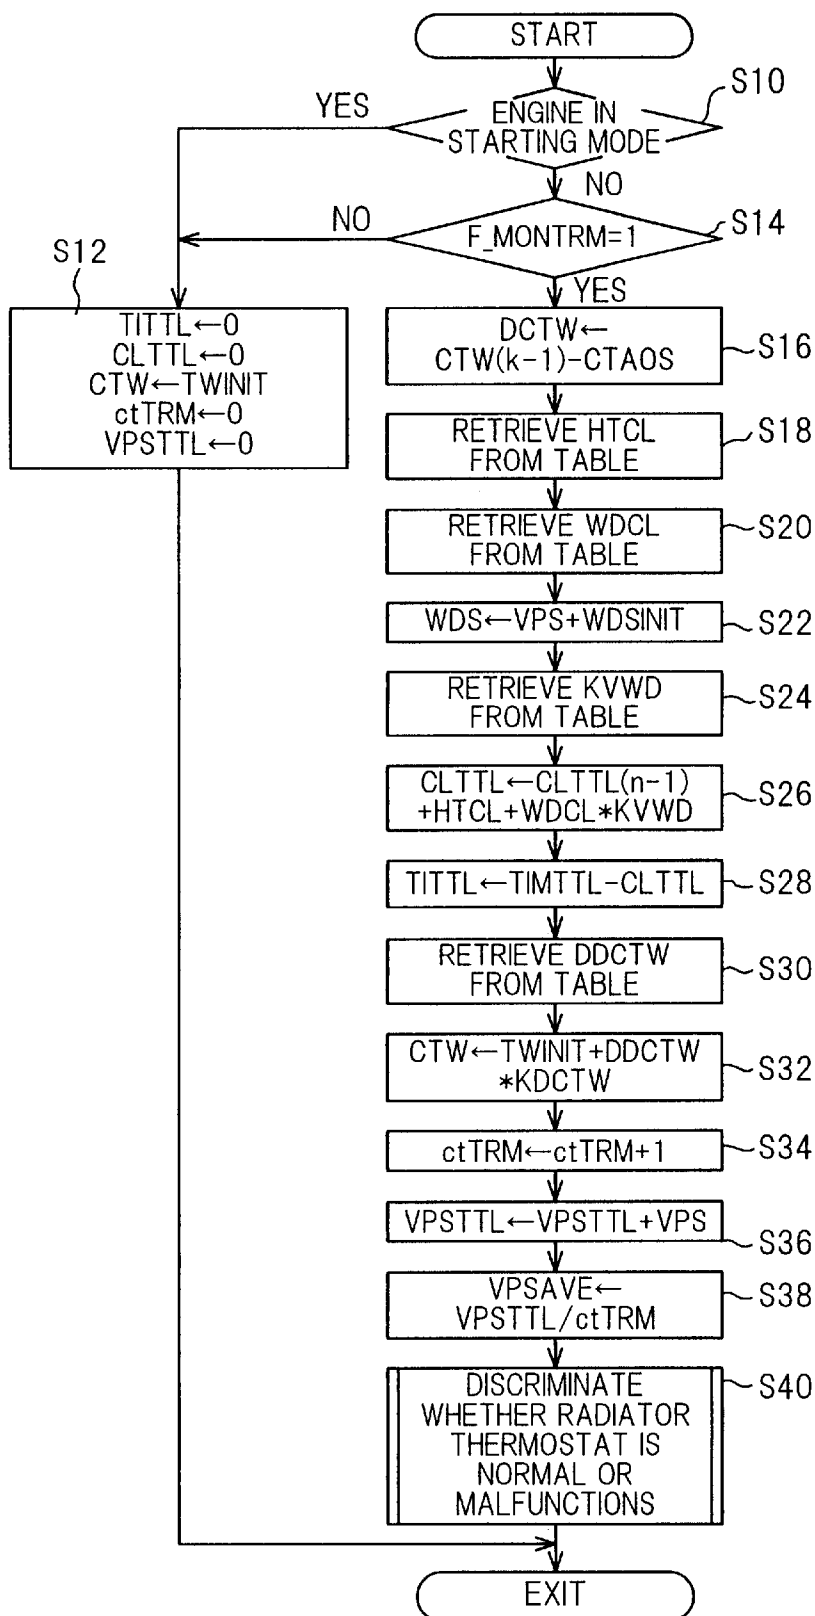 START
S10
YES
ENGINE IN
STARTING MODE
NO
NO
F_MONTRM=1
S14
S12
YES
TITTL←0
CLTTL←0
CTW←TWINIT
ctTRM←0
VPSTTL←0
DCTW←
CTW(k-1)-CTAOS
S16
RETRIEVE HTCL
FROM TABLE
S18
RETRIEVE WDCL
FROM TABLE
S20
WDS←VPS+WDSINIT
S22
RETRIEVE KVWD
FROM TABLE
S24
CLTTL←CLTTL(n-1)
+HTCL+WDCL*KVWD
S26
TITTL←TIMTTL-CLTTL
S28
RETRIEVE DDCTW
FROM TABLE
S30
CTW←TWINIT+DDCTW
*KDCTW
S32
ctTRM←ctTRM+1
S34
VPSTTL←VPSTTL+VPS
S36
VPSAVE←
VPSTTL/ctTRM
S38
DISCRIMINATE
WHETHER RADIATOR
THERMOSTAT IS
NORMAL OR
MALFUNCTIONS
S40
EXIT